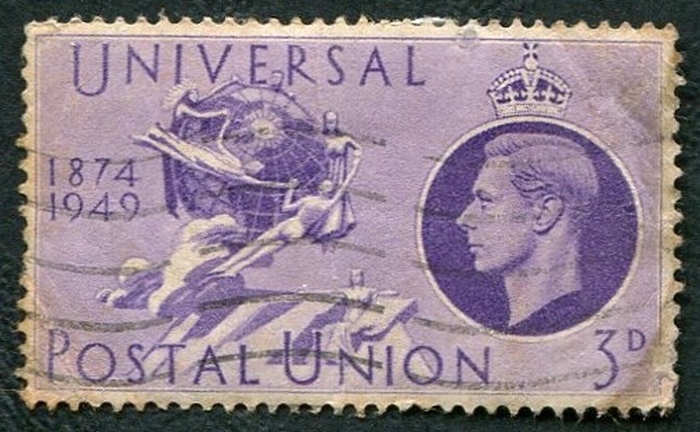 UNIVERSAL
1874
1949
POSTAL UNION
3D